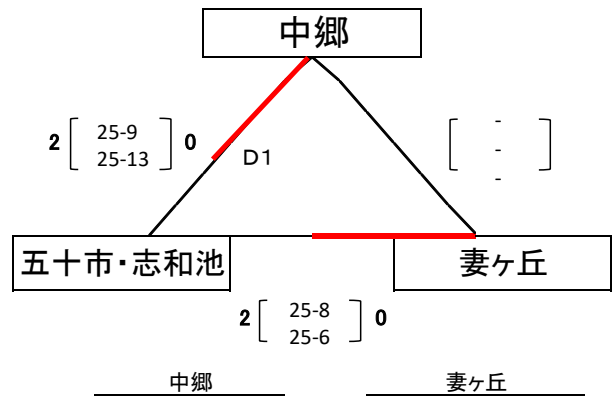 中郷
2 [ 25-9 25-13 ] 0
D1
[ - - - ]
五十市・志和池
妻ヶ丘
2 [ 25-8 25-6 ] 0
中郷
妻ヶ丘